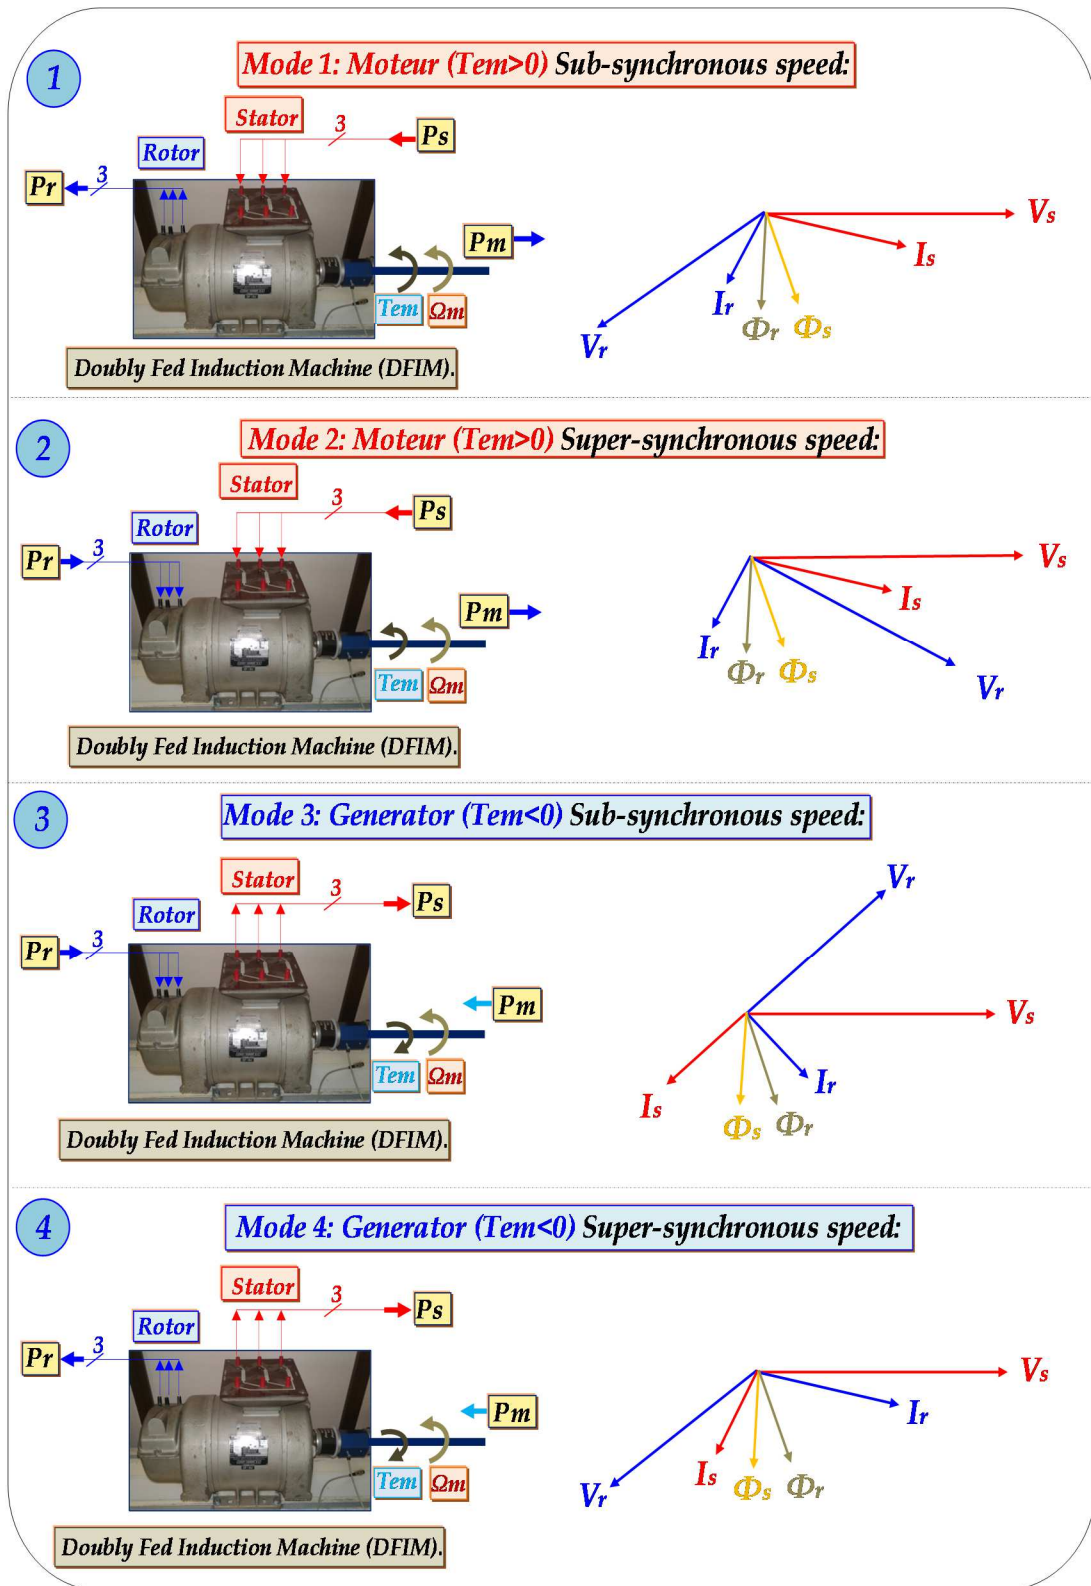 1
Mode 1: Moteur (Tem>0) Sub-synchronous speed:
Stator
3
Ps
Rotor
Pr
3
Pm
Tem
Ωm
Doubly Fed Induction Machine (DFIM).
Vs
Is
Ir
Φr
Φs
Vr
2
Mode 2: Moteur (Tem>0) Super-synchronous speed:
Stator
3
Ps
Rotor
Pr
3
Pm
Tem
Ωm
Doubly Fed Induction Machine (DFIM).
Vs
Is
Ir
Φr
Φs
Vr
3
Mode 3: Generator (Tem<0) Sub-synchronous speed:
Stator
3
Ps
Rotor
Pr
3
Pm
Tem
Ωm
Doubly Fed Induction Machine (DFIM).
Vr
Vs
Ir
Is
Φs
Φr
4
Mode 4: Generator (Tem<0) Super-synchronous speed:
Stator
3
Ps
Rotor
Pr
3
Pm
Tem
Ωm
Doubly Fed Induction Machine (DFIM).
Vs
Ir
Is
Φs
Φr
Vr